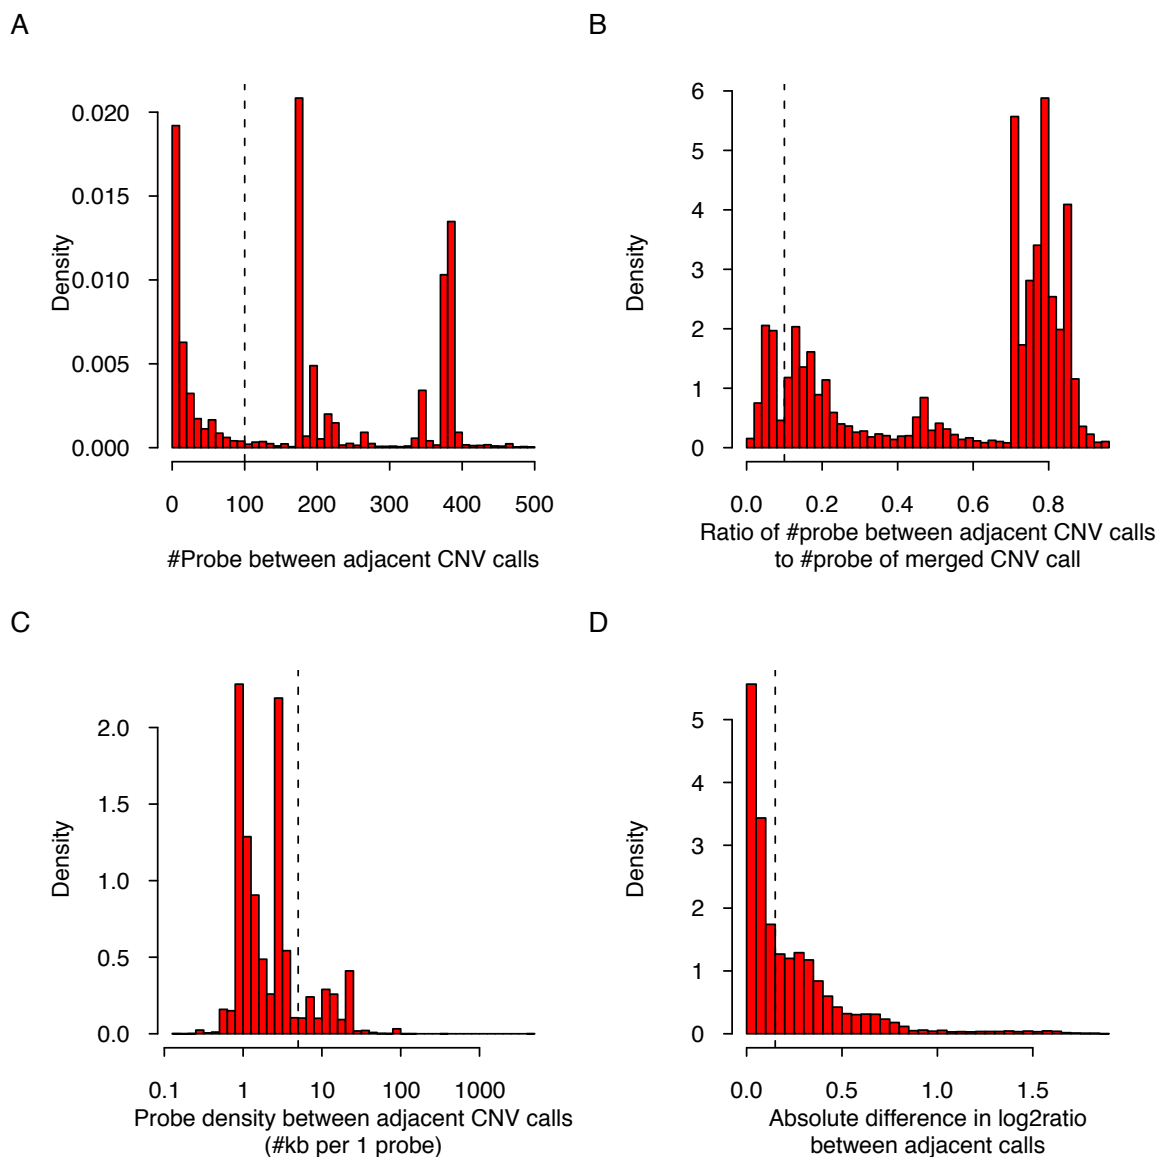 A
B
Density
0.000
0.005
0.010
0.015
0.020
0 100 200 300 400 500
#Probe between adjacent CNV calls
Density
0
1
2
3
4
5
6
0.0 0.2 0.4 0.6 0.8
Ratio of #probe between adjacent CNV calls
to #probe of merged CNV call
C
D
Density
0.0
0.5
1.0
1.5
2.0
0.1 1 10 100 1000
Probe density between adjacent CNV calls
(#kb per 1 probe)
Density
0
1
2
3
4
5
0.0 0.5 1.0 1.5
Absolute difference in log2ratio
between adjacent calls